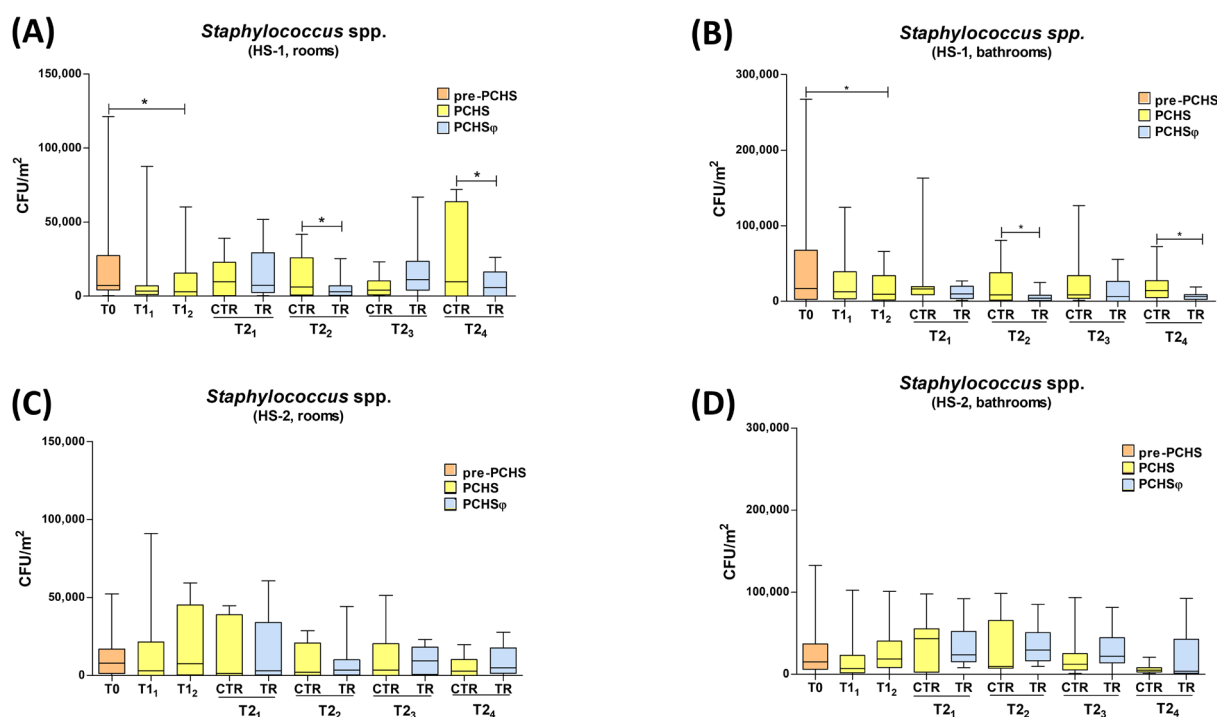 (A)
Staphylococcus spp.
(HS-1, rooms)
150,000
100,000
50,000
0
CFU/m²
pre-PCHS
PCHS
PCHSφ
*
*
*
T0 T1₁ T1₂ CTR TR CTR TR CTR TR CTR TR
T2₁ T2₂ T2₃ T2₄
(B)
Staphylococcus spp.
(HS-1, bathrooms)
300,000
200,000
100,000
0
CFU/m²
pre-PCHS
PCHS
PCHSφ
*
*
*
T0 T1₁ T1₂ CTR TR CTR TR CTR TR CTR TR
T2₁ T2₂ T2₃ T2₄
(C)
Staphylococcus spp.
(HS-2, rooms)
150,000
100,000
50,000
0
CFU/m²
pre-PCHS
PCHS
PCHSφ
T0 T1₁ T1₂ CTR TR CTR TR CTR TR CTR TR
T2₁ T2₂ T2₃ T2₄
(D)
Staphylococcus spp.
(HS-2, bathrooms)
300,000
200,000
100,000
0
CFU/m²
pre-PCHS
PCHS
PCHSφ
T0 T1₁ T1₂ CTR TR CTR TR CTR TR CTR TR
T2₁ T2₂ T2₃ T2₄